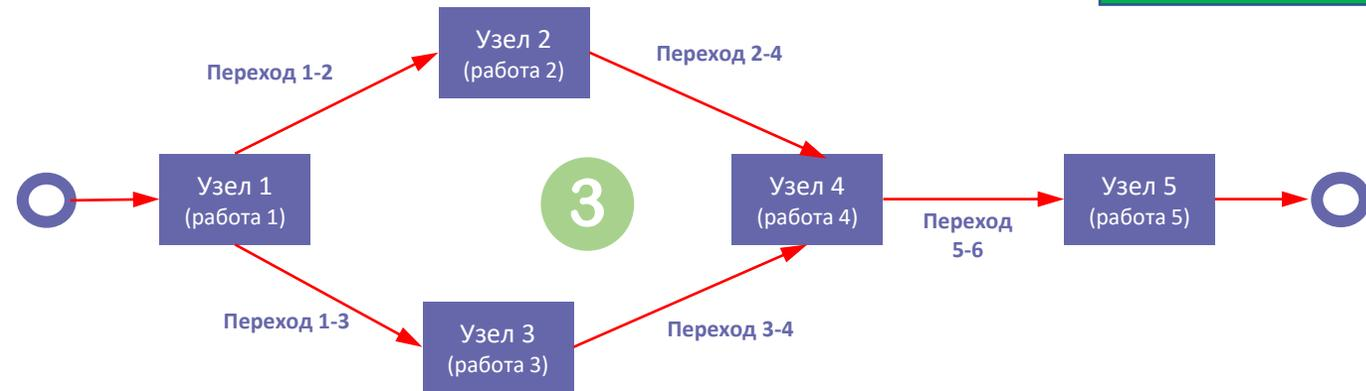 Узел 2
(работа 2)
Переход 2-4
Переход 1-2
Узел 1
(работа 1)
3
Узел 4
(работа 4)
Переход
5-6
Узел 5
(работа 5)
Переход 1-3
Узел 3
(работа 3)
Переход 3-4